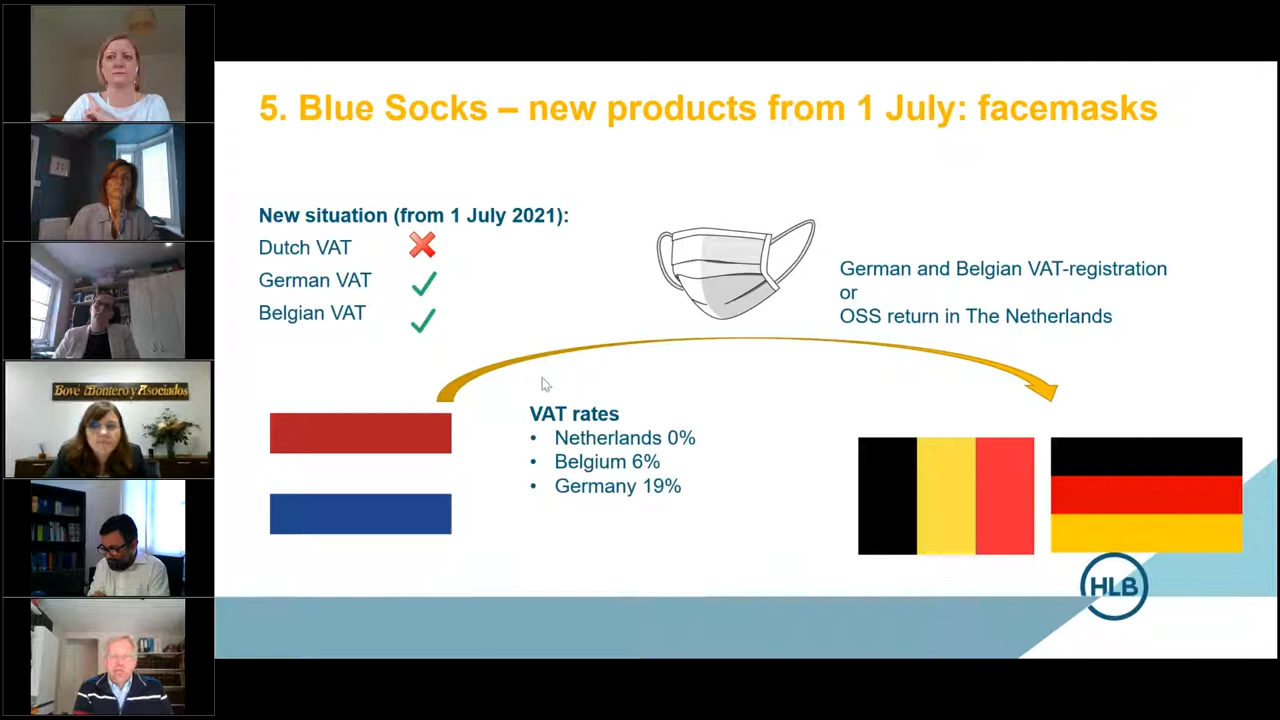 5. Blue Socks – new products from 1 July: facemasks
New situation (from 1 July 2021):
Dutch VAT
German VAT
Belgian VAT
German and Belgian VAT-registration
or
OSS return in The Netherlands
VAT rates
• Netherlands 0%
• Belgium 6%
• Germany 19%
HLB
Bové Montero y Asociados